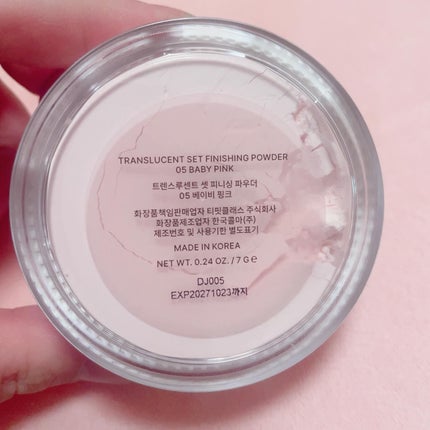 TRANSLUCENT SET FINISHING POWDER
05 BABY PINK
트렌스루센트 셋 피니싱 파우더
05 베이비 핑크
화장품책임판매업자 티핏클래스 주식회사
화장품제조업자 한국콜마(주)
제조번호 및 사용기한 별도표기
MADE IN KOREA
NET WT. 0.24 OZ. / 7 G ℮
DJ005
EXP20271023까지